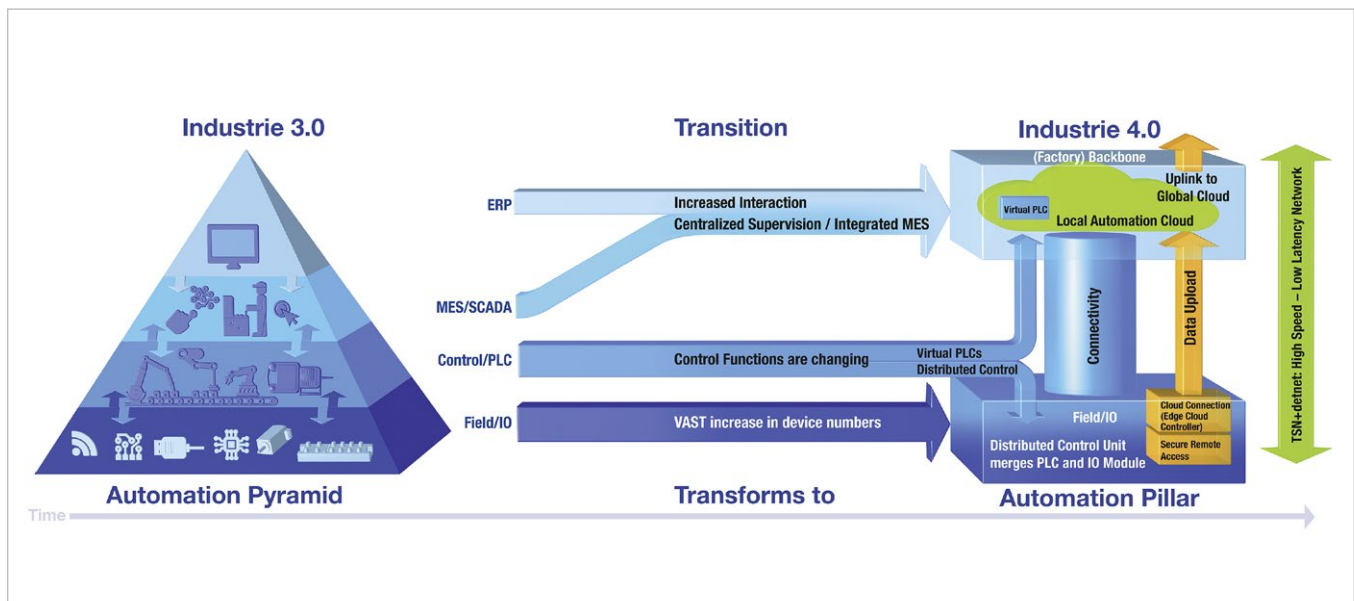 Industrie 3.0
Transition
Industrie 4.0
(Factory) Backbone
Uplink to
Global Cloud
Virtual PLC
Local Automation Cloud
ERP
Increased Interaction
Centralized Supervision / Integrated MES
MES/SCADA
Control/PLC
Control Functions are changing
Virtual PLCs
Distributed Control
Connectivity
Data Upload
TSN+detnet: High Speed – Low Latency Network
Field/IO
VAST increase in device numbers
Field/IO
Cloud Connection
(Edge Cloud
Controller)
Distributed Control Unit
merges PLC and IO Module
Secure Remote
Access
Automation Pyramid
Transforms to
Automation Pillar
Time